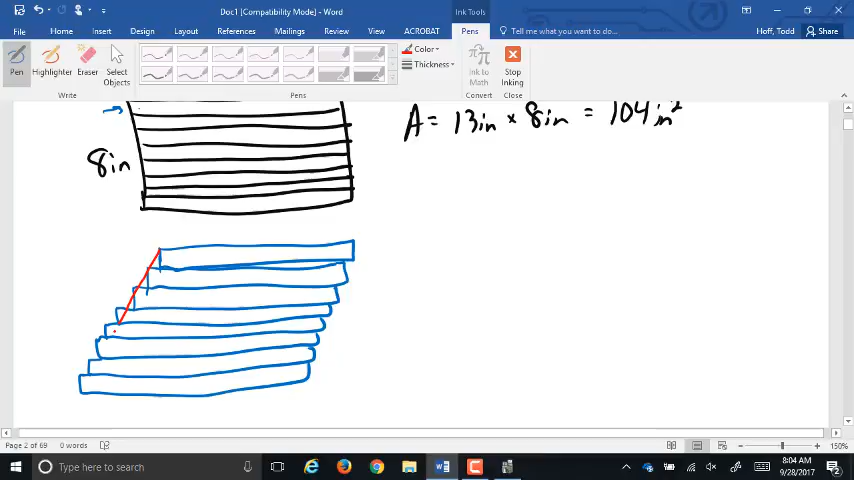 Doc1 [Compatibility Mode] - Word
Ink Tools
Hoff, Todd
File
Home
Insert
Design
Layout
References
Mailings
Review
View
ACROBAT
Pens
Tell me what you want to do...
Share
Pen
Highlighter
Eraser
Select
Objects
Color
Thickness
Ink to
Math
Stop
Inking
Write
Pens
Convert
Close
A = 13in × 8in = 104in²
8in
Page 2 of 69
0 words
150%
Type here to search
8:04 AM
9/28/2017
2